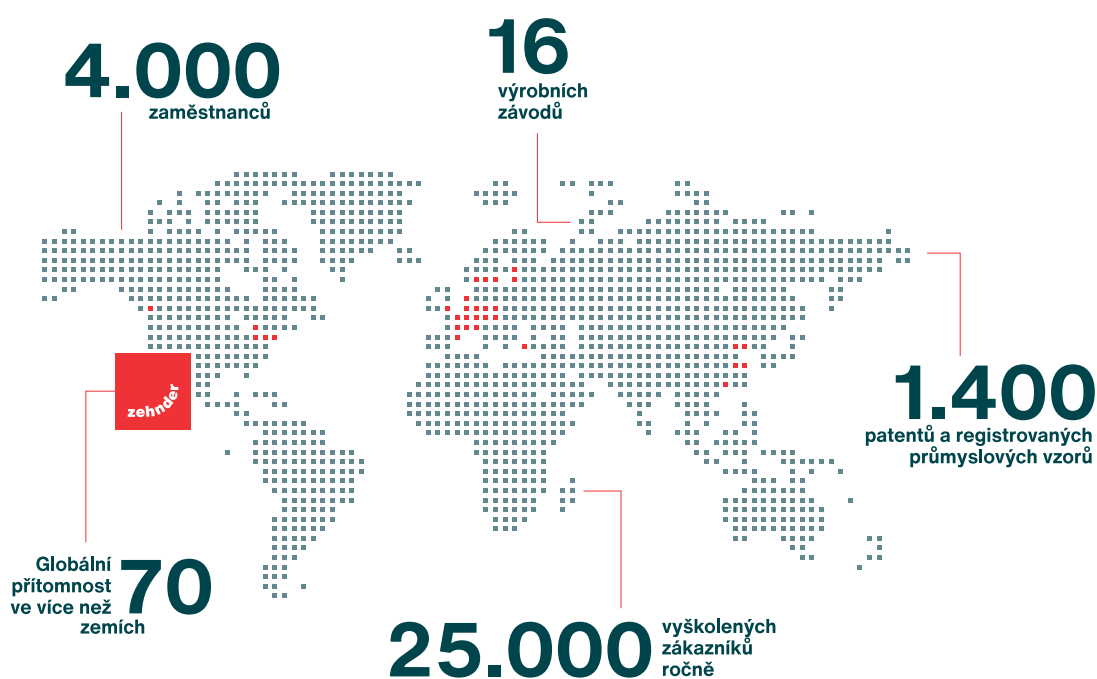 4.000
zaměstnanců
16
výrobních
závodů
zehnder
1.400
patentů a registrovaných
průmyslových vzorů
Globální
přítomnost
ve více než
70
zemích
25.000
vyškolených
zákazníků
ročně